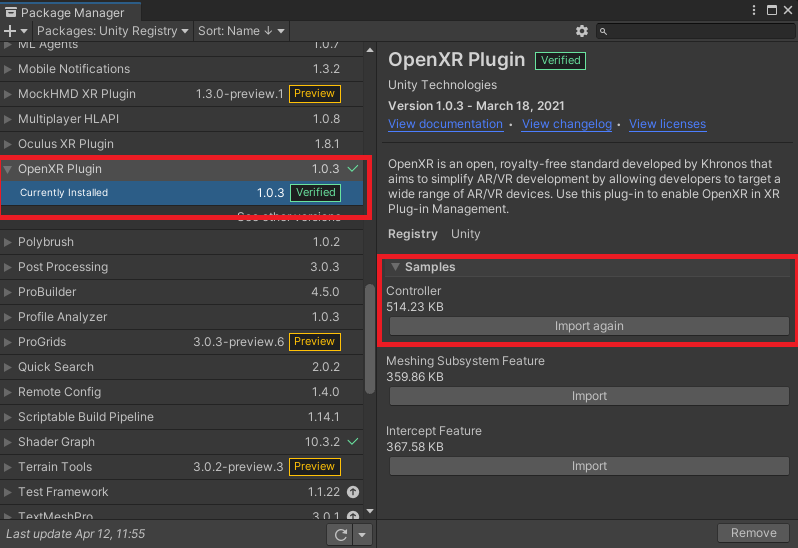 Package Manager
Packages: Unity Registry Sort: Name ↓
ML Agents 1.0.7
Mobile Notifications 1.3.2
MockHMD XR Plugin 1.3.0-preview.1 Preview
Multiplayer HLAPI 1.0.8
Oculus XR Plugin 1.8.1
OpenXR Plugin 1.0.3
Currently Installed 1.0.3 Verified
See other versions
Polybrush 1.0.2
Post Processing 3.0.3
ProBuilder 4.5.0
Profile Analyzer 1.0.3
ProGrids 3.0.3-preview.6 Preview
Quick Search 2.0.2
Remote Config 1.4.0
Scriptable Build Pipeline 1.14.1
Shader Graph 10.3.2
Terrain Tools 3.0.2-preview.3 Preview
Test Framework 1.1.22
TextMeshPro 3.0.1
Last update Apr 12, 11:55
OpenXR Plugin Verified
Unity Technologies
Version 1.0.3 - March 18, 2021
View documentation • View changelog • View licenses
OpenXR is an open, royalty-free standard developed by Khronos that
aims to simplify AR/VR development by allowing developers to target a
wide range of AR/VR devices. Use this plug-in to enable OpenXR in XR
Plug-in Management.
Registry Unity
Samples
Controller
514.23 KB
Import again
Meshing Subsystem Feature
359.86 KB
Import
Intercept Feature
367.58 KB
Import
Remove